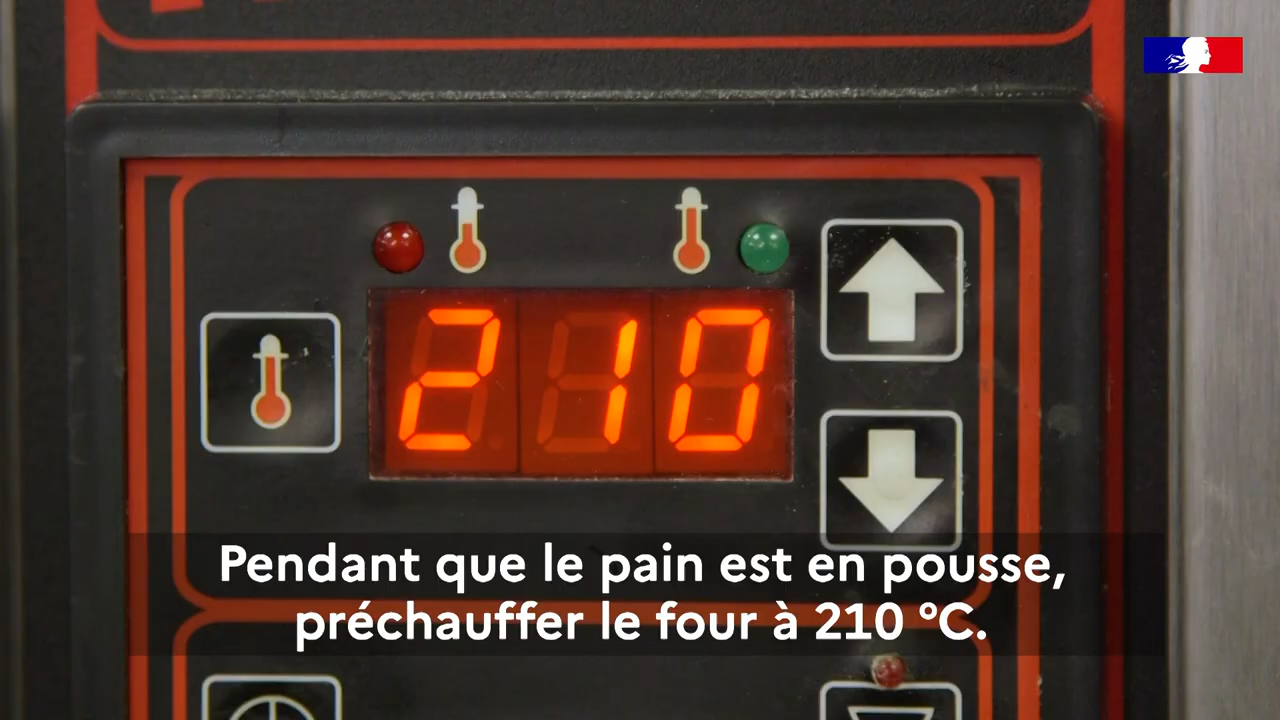 210
Pendant que le pain est en pousse,
préchauffer le four à 210 °C.